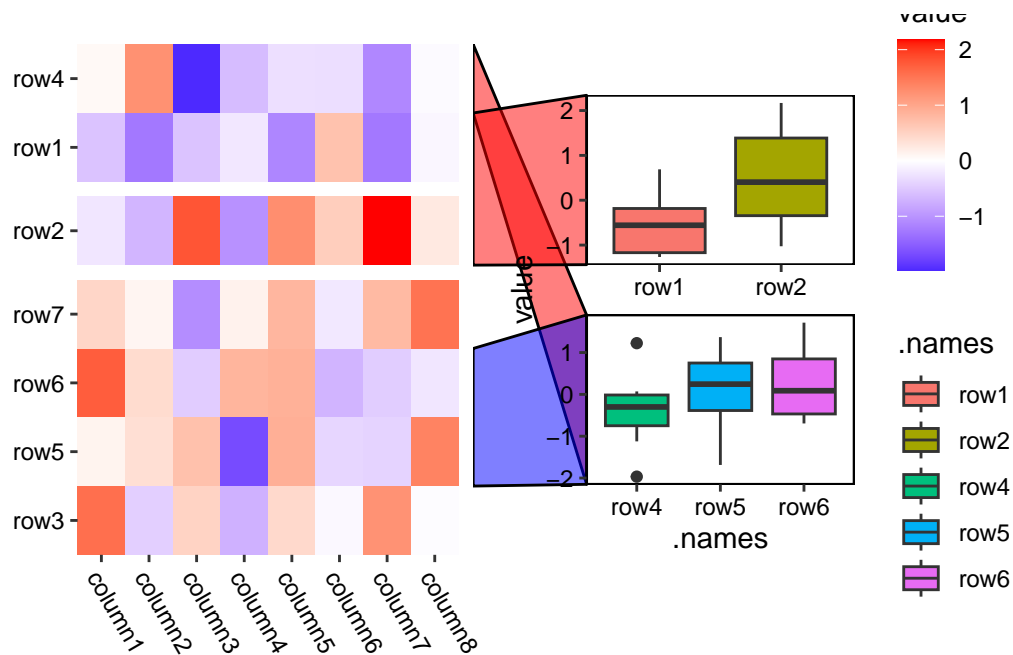 value
2
1
0
−1
row4
row1
row2
row7
row6
row5
row3
column1
column2
column3
column4
column5
column6
column7
column8
value
2
1
0
−1
row1
row2
1
0
−1
−2
row4
row5
row6
.names
.names
row1
row2
row4
row5
row6